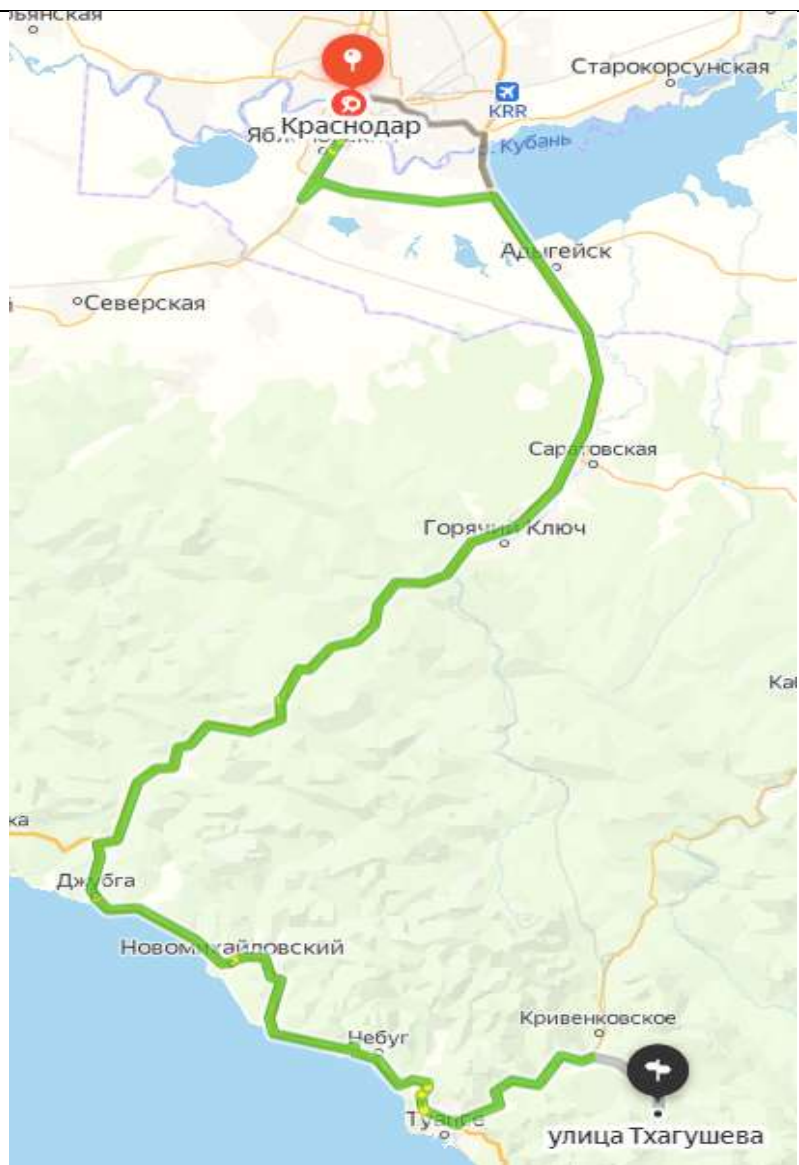 Старокорсунская
KRR
Краснодар
Кубань
Адыгейск
Северская
Саратовская
Горячий Ключ
Джубга
Новомихайловский
Кривенковское
Небуг
Туапсе
улица Тхагушева